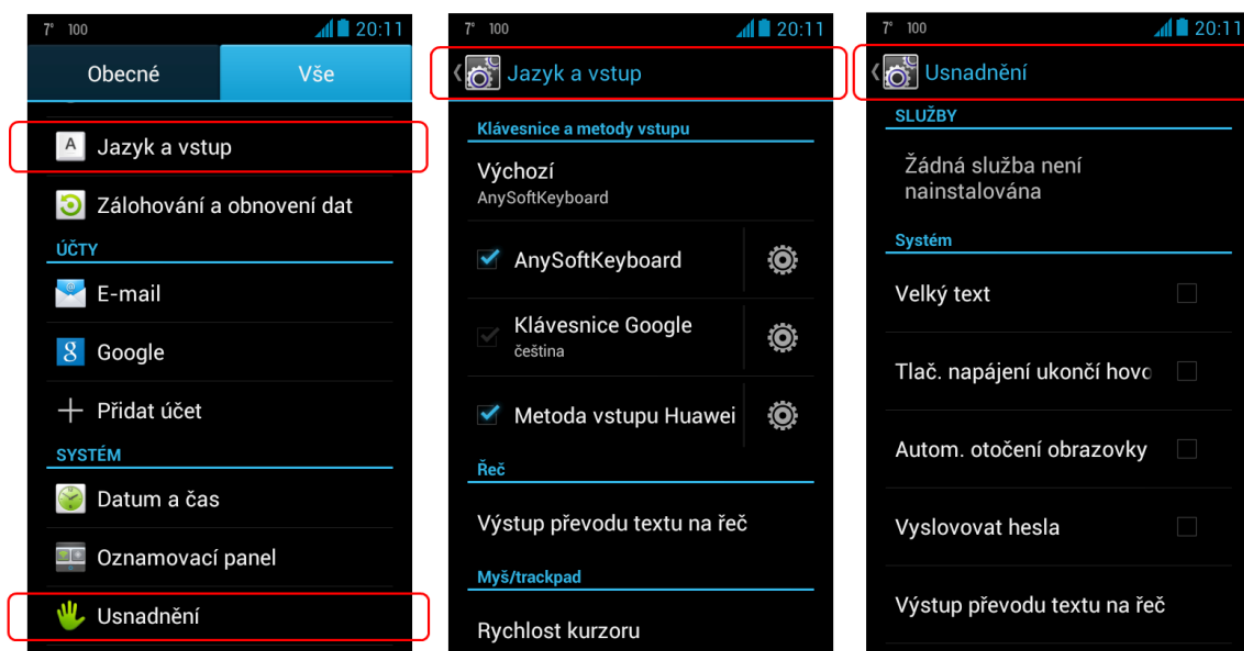 7° 100 20:11
Obecné Vše
A Jazyk a vstup
Zálohování a obnovení dat
ÚČTY
E-mail
8 Google
Přidat účet
SYSTÉM
Datum a čas
Oznamovací panel
Usnadnění
7° 100 20:11
Jazyk a vstup
Klávesnice a metody vstupu
Výchozí
AnySoftKeyboard
AnySoftKeyboard
Klávesnice Google
čeština
Metoda vstupu Huawei
Řeč
Výstup převodu textu na řeč
Myš/trackpad
Rychlost kurzoru
7° 100 20:11
Usnadnění
SLUŽBY
Žádná služba není
nainstalována
Systém
Velký text
Tlač. napájení ukončí hovo
Autom. otočení obrazovky
Vyslovovat hesla
Výstup převodu textu na řeč